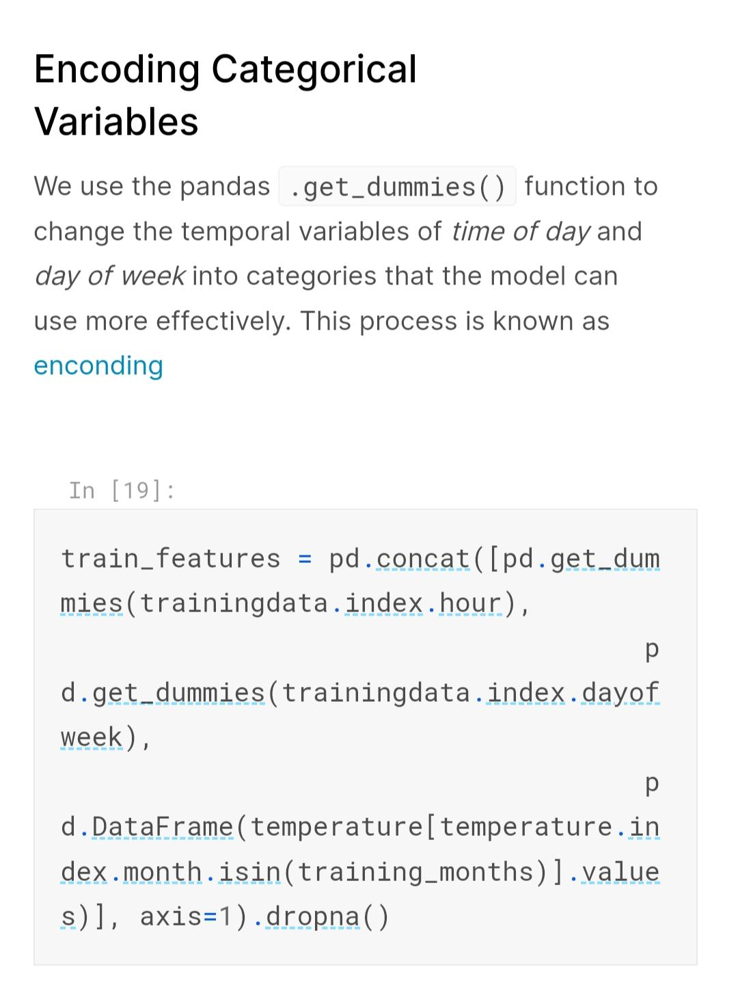 Encoding Categorical
Variables
We use the pandas .get_dummies() function to
change the temporal variables of time of day and
day of week into categories that the model can
use more effectively. This process is known as
enconding
In [19]:
train_features = pd.concat([pd.get_dum
mies(trainingdata.index.hour),
p
d.get_dummies(trainingdata.index.dayof
week),
p
d.DataFrame(temperature[temperature.in
dex.month.isin(training_months)].value
s)], axis=1).dropna()